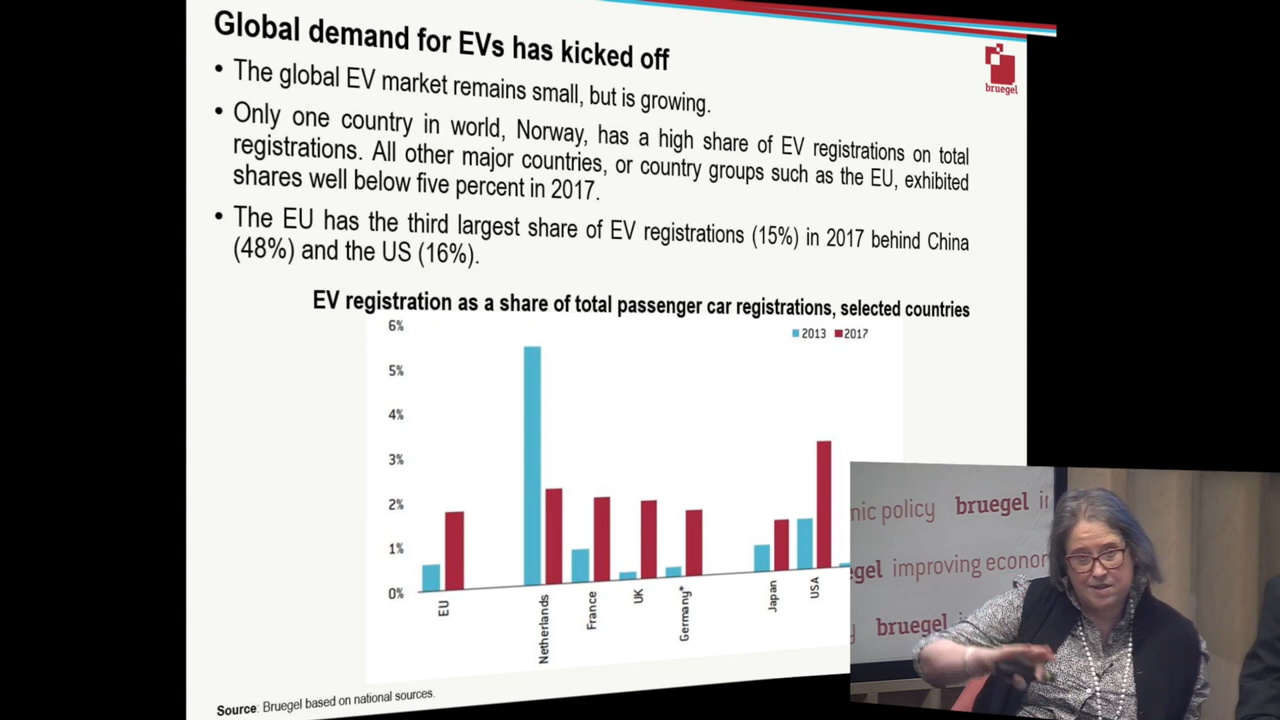 Global demand for EVs has kicked off
bruegel
• The global EV market remains small, but is growing.
• Only one country in world, Norway, has a high share of EV registrations on total
registrations. All other major countries, or country groups such as the EU, exhibited
shares well below five percent in 2017.
• The EU has the third largest share of EV registrations (15%) in 2017 behind China
(48%) and the US (16%).
EV registration as a share of total passenger car registrations, selected countries
2013 2017
6%
5%
4%
3%
2%
1%
0%
EU
Netherlands
France
UK
Germany*
Japan
USA
Source: Bruegel based on national sources.
mic policy bruegel
egel improving econom
bruegel